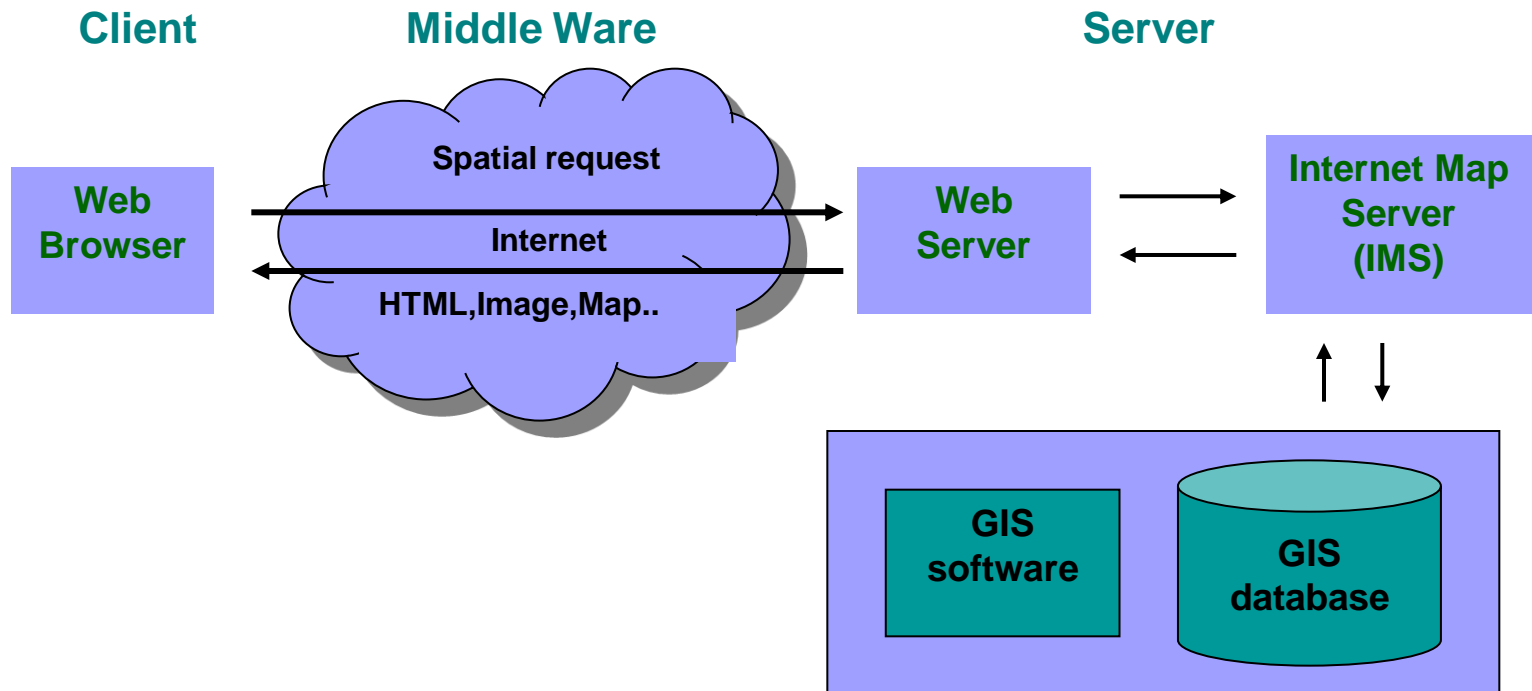 Client
Middle Ware
Server
Web
Browser
Spatial request
Internet
HTML,Image,Map..
Web
Server
Internet Map
Server
(IMS)
GIS
software
GIS
database